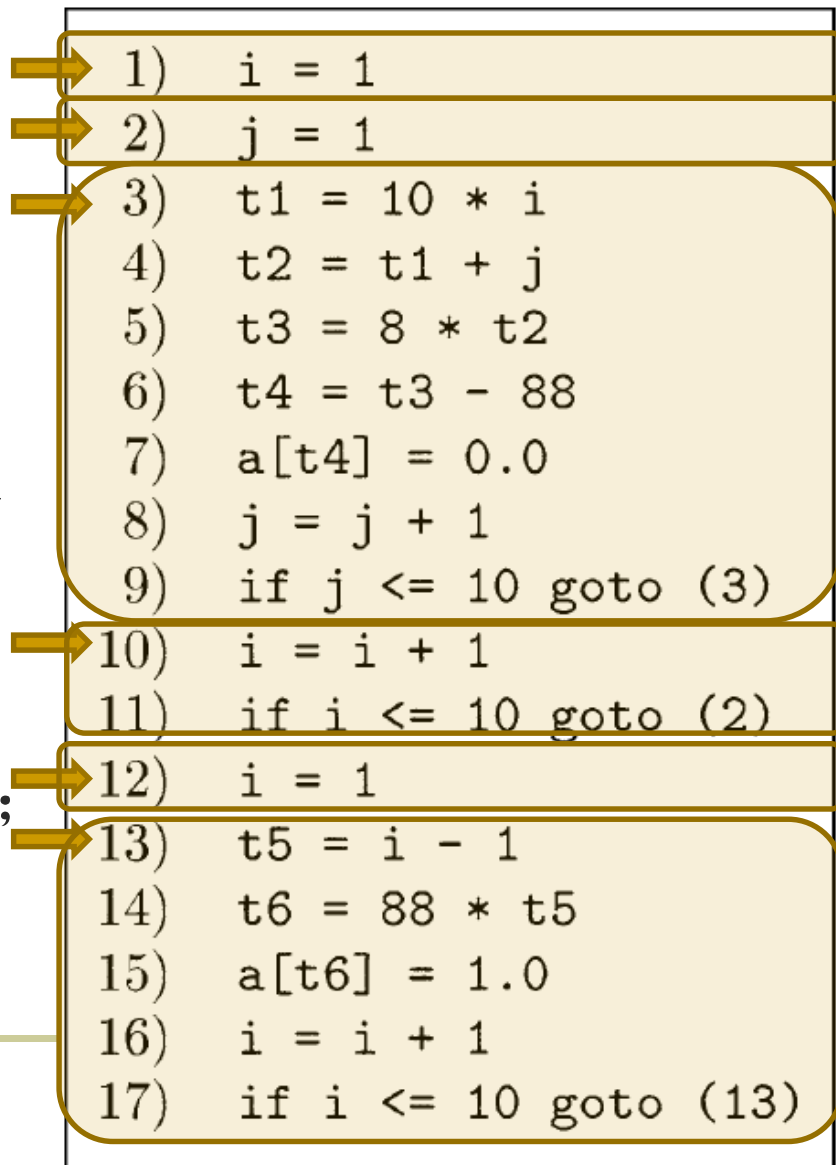 1) i = 1
2) j = 1
3) t1 = 10 * i
4) t2 = t1 + j
5) t3 = 8 * t2
6) t4 = t3 - 88
7) a[t4] = 0.0
8) j = j + 1
9) if j <= 10 goto (3)
10) i = i + 1
11) if i <= 10 goto (2)
12) i = 1
;
13) t5 = i - 1
14) t6 = 88 * t5
15) a[t6] = 1.0
16) i = i + 1
17) if i <= 10 goto (13)